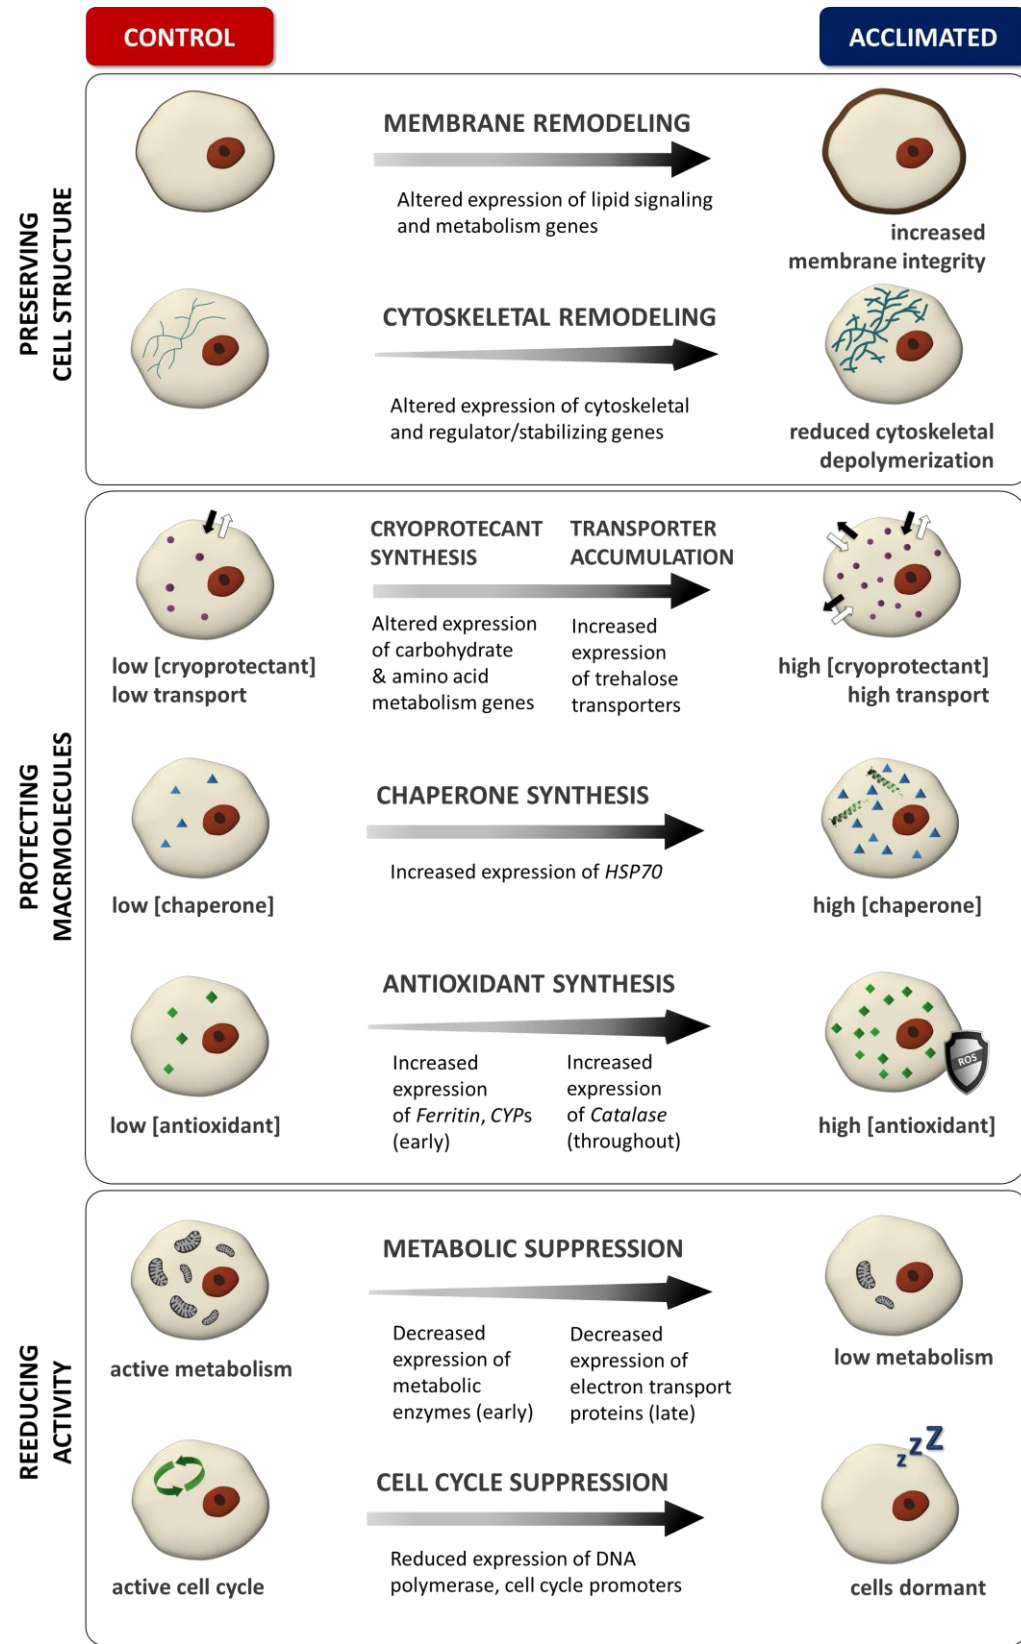 CONTROL
ACCLIMATED
PRESERVING
CELL STRUCTURE
MEMBRANE REMODELING
Altered expression of lipid signaling
and metabolism genes
increased
membrane integrity
CYTOSKELETAL REMODELING
Altered expression of cytoskeletal
and regulator/stabilizing genes
reduced cytoskeletal
depolymerization
PROTECTING
MACRMOLECULES
CRYOPROTECANT
SYNTHESIS
TRANSPORTER
ACCUMULATION
Altered expression
of carbohydrate
& amino acid
metabolism genes
Increased
expression
of trehalose
transporters
low [cryoprotectant]
low transport
high [cryoprotectant]
high transport
CHAPERONE SYNTHESIS
Increased expression of HSP70
low [chaperone]
high [chaperone]
ANTIOXIDANT SYNTHESIS
Increased
expression
of Ferritin, CYPs
(early)
Increased
expression
of Catalase
(throughout)
ROS
low [antioxidant]
high [antioxidant]
REEDUCING
ACTIVITY
METABOLIC SUPPRESSION
Decreased
expression of
metabolic
enzymes (early)
Decreased
expression of
electron transport
proteins (late)
active metabolism
low metabolism
CELL CYCLE SUPPRESSION
Reduced expression of DNA
polymerase, cell cycle promoters
z z z
active cell cycle
cells dormant